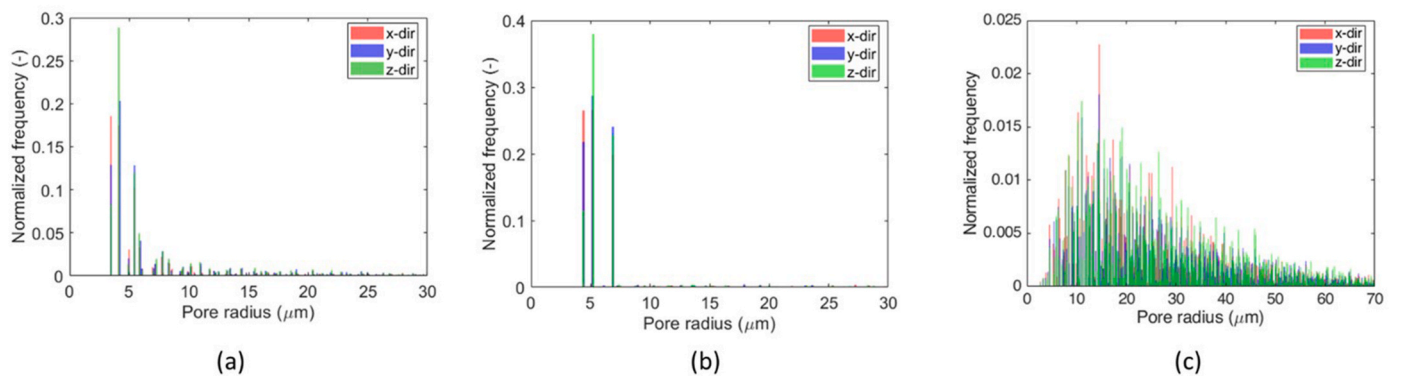 0.3
0.25
0.2
0.15
0.1
0.05
0
0 5 10 15 20 25 30
Normalized frequency (-)
Pore radius (μm)
x-dir
y-dir
z-dir
(a)
0.4
0.3
0.2
0.1
0
0 5 10 15 20 25 30
Normalized frequency (-)
Pore radius (μm)
x-dir
y-dir
z-dir
(b)
0.025
0.02
0.015
0.01
0.005
0
0 10 20 30 40 50 60 70
Normalized frequency
Pore radius (μm)
x-dir
y-dir
z-dir
(c)